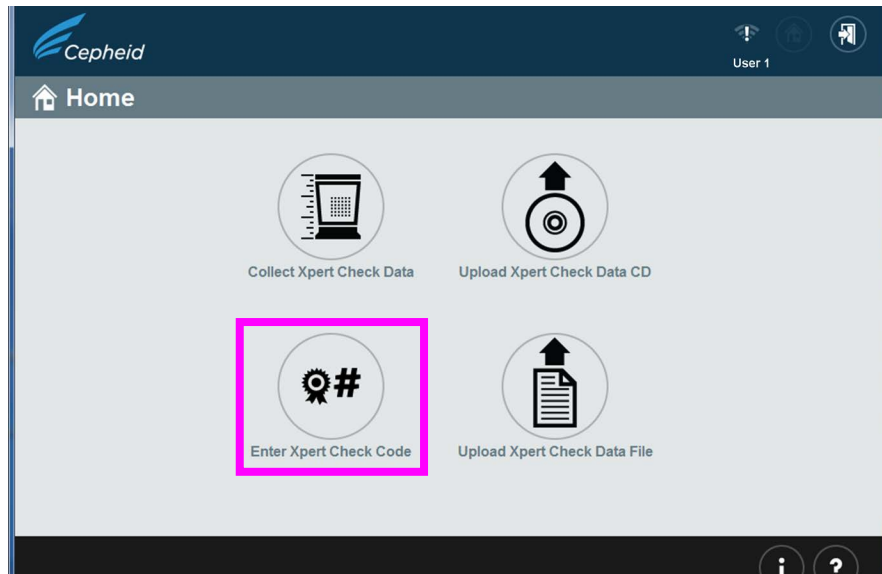 Cepheid
User 1
Home
Collect Xpert Check Data
Upload Xpert Check Data CD
#
Enter Xpert Check Code
Upload Xpert Check Data File
i ?